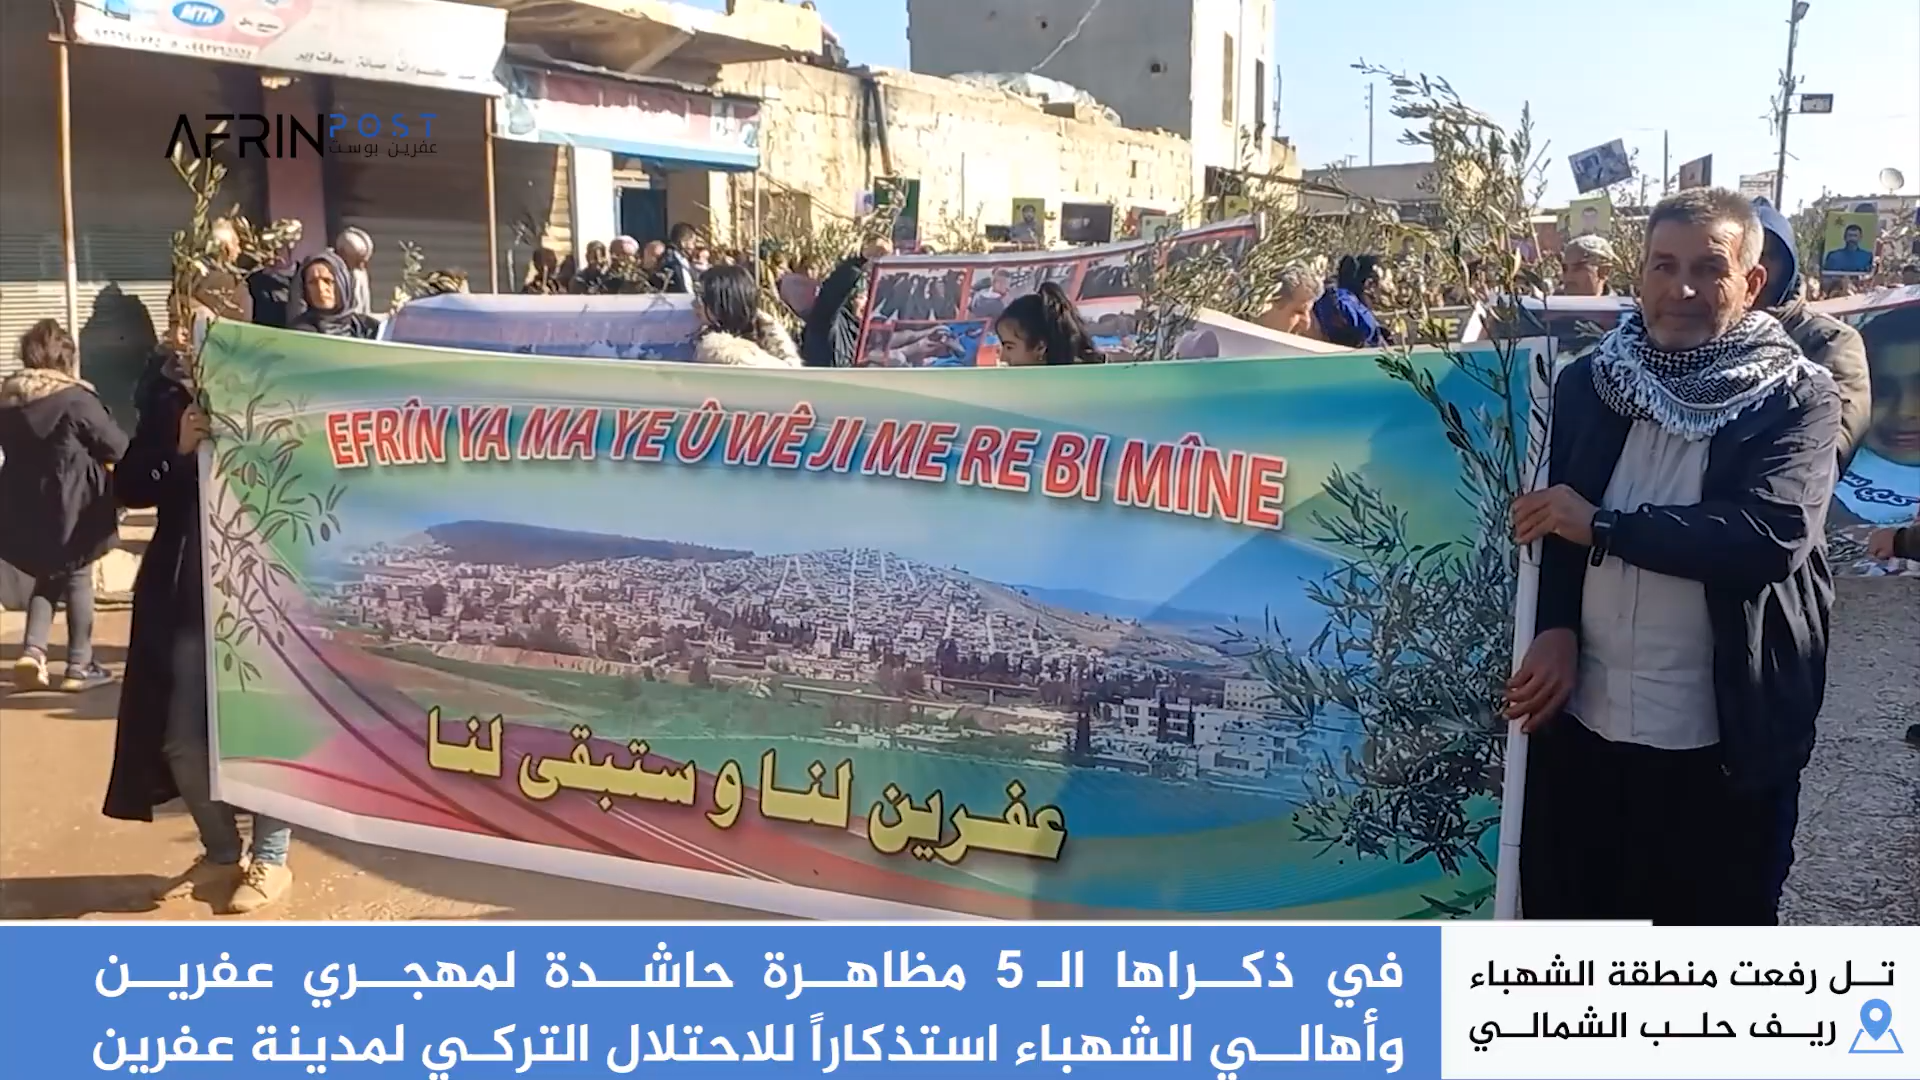 MTN
AFRIN POST
عفرين بوست
EFRÎN YA MA YE Û WÊ JI ME RE BI MÎNE
عفرين لنا و ستبقى لنا
في ذكراها الـ 5 مظاهرة حاشدة لمهجري عفرين
وأهالي الشهباء استذكاراً للاحتلال التركي لمدينة عفرين
تل رفعت منطقة الشهباء
ريف حلب الشمالي